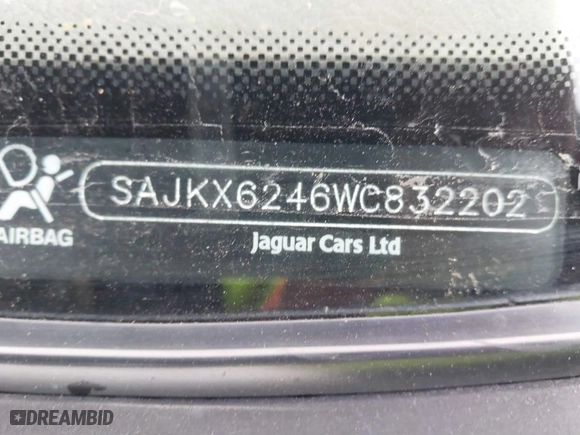 SAJKX6246WC832202
AIRBAG
Jaguar Cars Ltd
DREAMBID